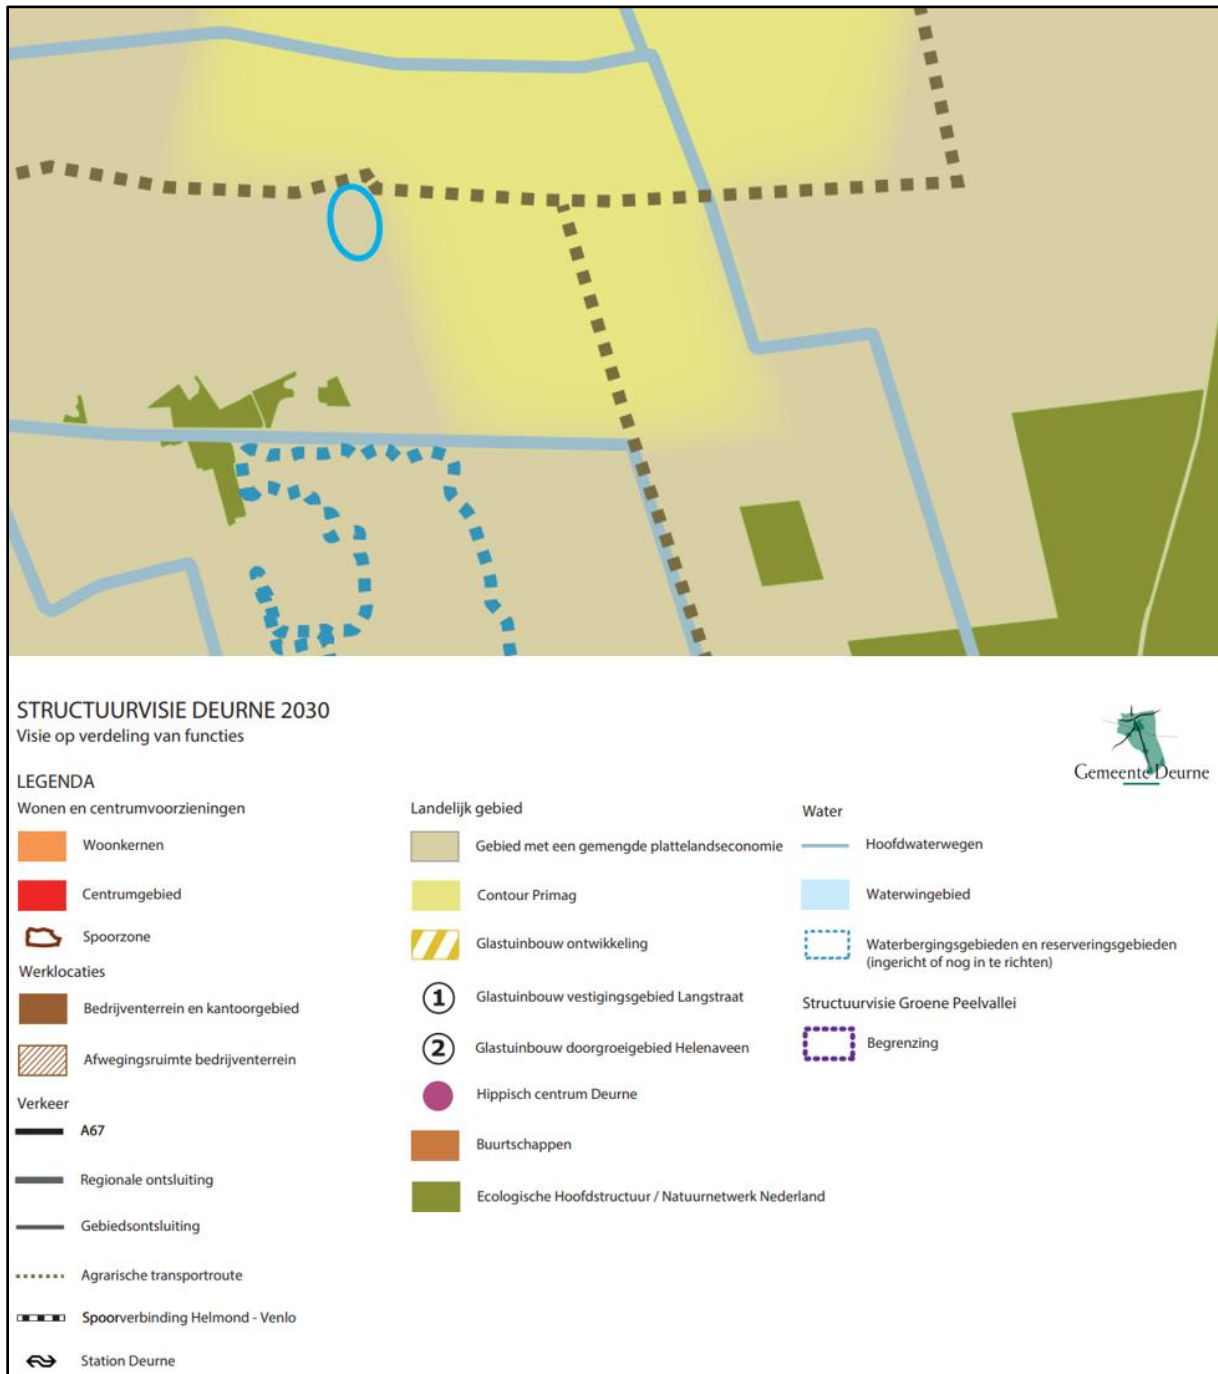 STRUCTUURVISIE DEURNE 2030
Visie op verdeling van functies
Gemeente Deurne
LEGENDA
Wonen en centrumvoorzieningen
Woonkernen
Centrumgebied
Spoorzone
Werklocaties
Bedrijventerrein en kantoorgebied
Afwegingsruimte bedrijventerrein
Verkeer
A67
Regionale ontsluiting
Gebiedsontsluiting
Agrarische transportroute
Spoorverbinding Helmond - Venlo
Station Deurne
Landelijk gebied
Gebied met een gemengde plattelandseconomie
Contour Primag
Glastuinbouw ontwikkeling
1 Glastuinbouw vestigingsgebied Langstraat
2 Glastuinbouw doorgroeigebied Helenaveen
Hippisch centrum Deurne
Buurtschappen
Ecologische Hoofdstructuur / Natuurnetwerk Nederland
Water
Hoofdwaterwegen
Waterwingebied
Waterbergingsgebieden en reserveringsgebieden
(ingericht of nog in te richten)
Structuurvisie Groene Peelvallei
Begrenzing